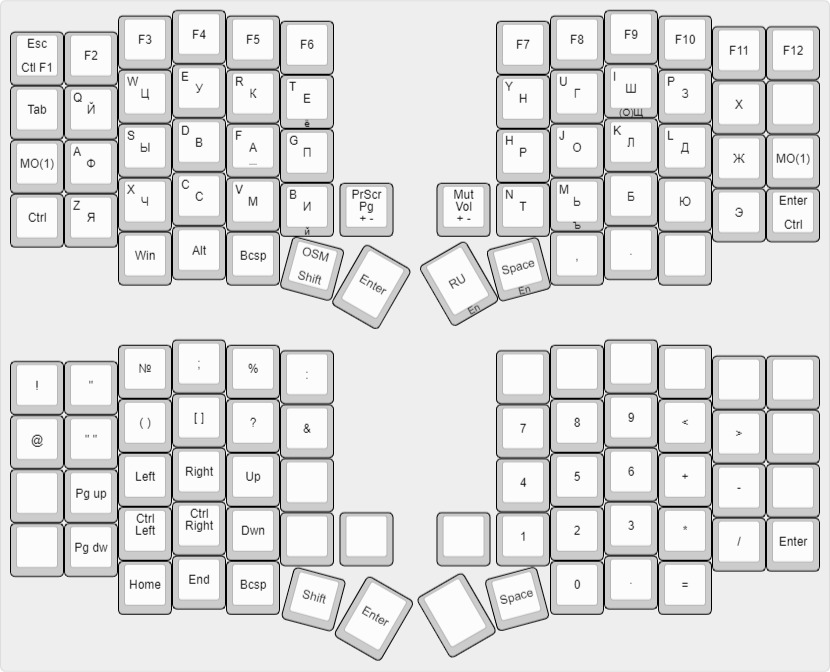 Esc
Ctl F1
F2
F3
F4
F5
F6
F7
F8
F9
F10
F11
F12
Tab
Q Й
W Ц
E У
R К
T Е
ё
Y Н
U Г
I Ш
(О)Щ
P З
Х
MO(1)
A Ф
S Ы
D В
F А
_
G П
H Р
J О
K Л
L Д
Ж
MO(1)
Ctrl
Z Я
X Ч
C С
V М
B И
й
PrScr
Pg
+ -
Mut
Vol
+ -
N Т
M Ь
Ъ
Б
Ю
Э
Enter
Ctrl
Win
Alt
Bcsp
OSM
Shift
Enter
RU
En
Space
En
,
.
!
"
№
;
%
:
@
" "
( )
[ ]
?
&
7
8
9
<
>
Pg up
Left
Right
Up
4
5
6
+
-
Pg dw
Ctrl
Left
Ctrl
Right
Dwn
1
2
3
*
/
Enter
Home
End
Bcsp
Shift
Enter
Space
0
.
=